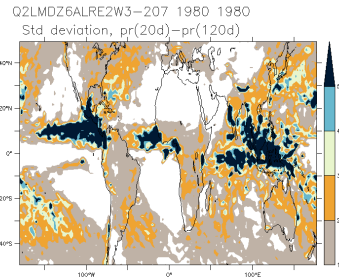 Q2LMDZ6ALRE2W3-207 1980 1980
Std deviation, pr(20d)-pr(120d)
40°N
20°N
0°
20°S
40°S
100°W
0°
100°E
5
4
3
2
1